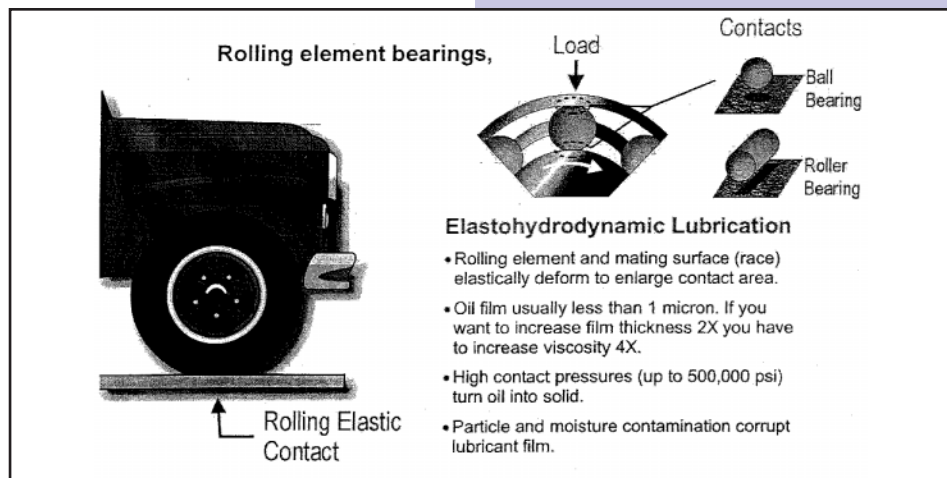 Rolling element bearings,
Load
Contacts
Ball
Bearing
Roller
Bearing
Elastohydrodynamic Lubrication
• Rolling element and mating surface (race)
elastically deform to enlarge contact area.
• Oil film usually less than 1 micron. If you
want to increase film thickness 2X you have
to increase viscosity 4X.
• High contact pressures (up to 500,000 psi)
turn oil into solid.
• Particle and moisture contamination corrupt
lubricant film.
Rolling Elastic
Contact